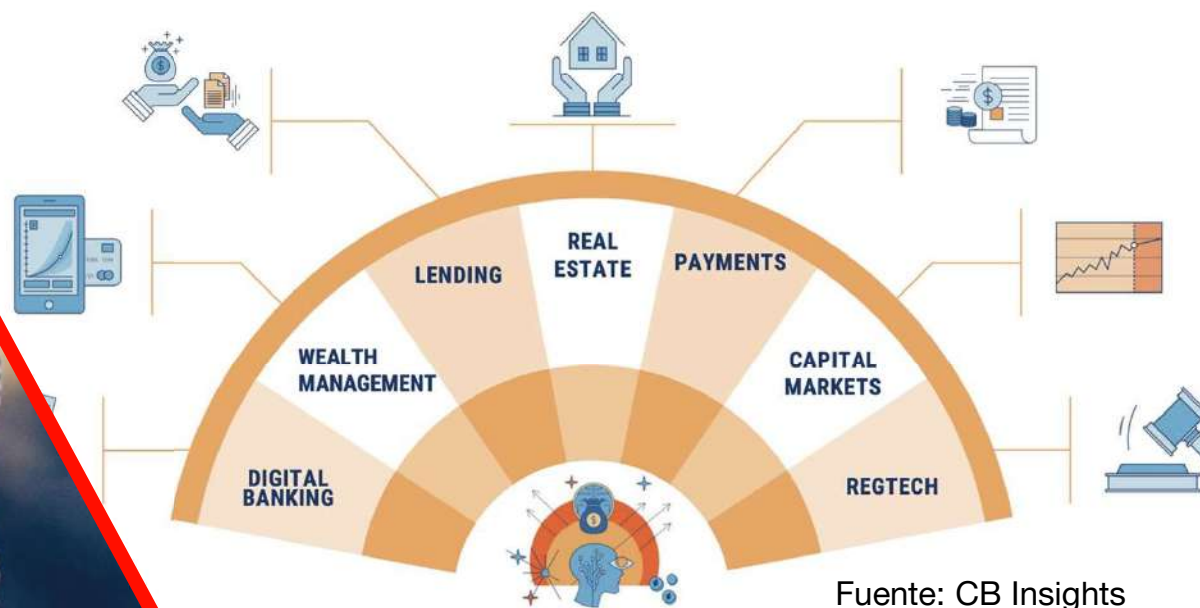 REAL
ESTATE
LENDING
PAYMENTS
WEALTH
MANAGEMENT
CAPITAL
MARKETS
DIGITAL
BANKING
REGTECH
Fuente: CB Insights